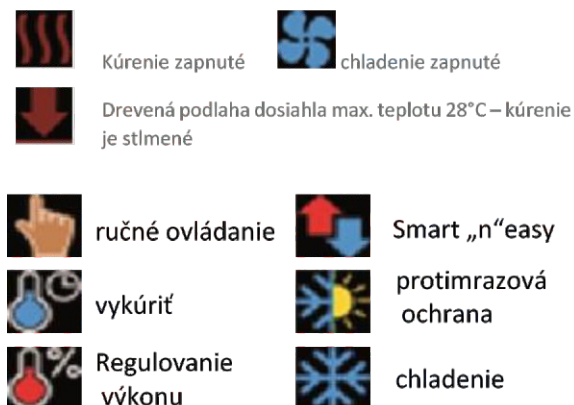 Kúrenie zapnuté
chladenie zapnuté
Drevená podlaha dosiahla max. teplotu 28°C – kúrenie
je stlmené
ručné ovládanie
Smart „n“easy
vykúriť
protimrazová
ochrana
Regulovanie
výkonu
chladenie